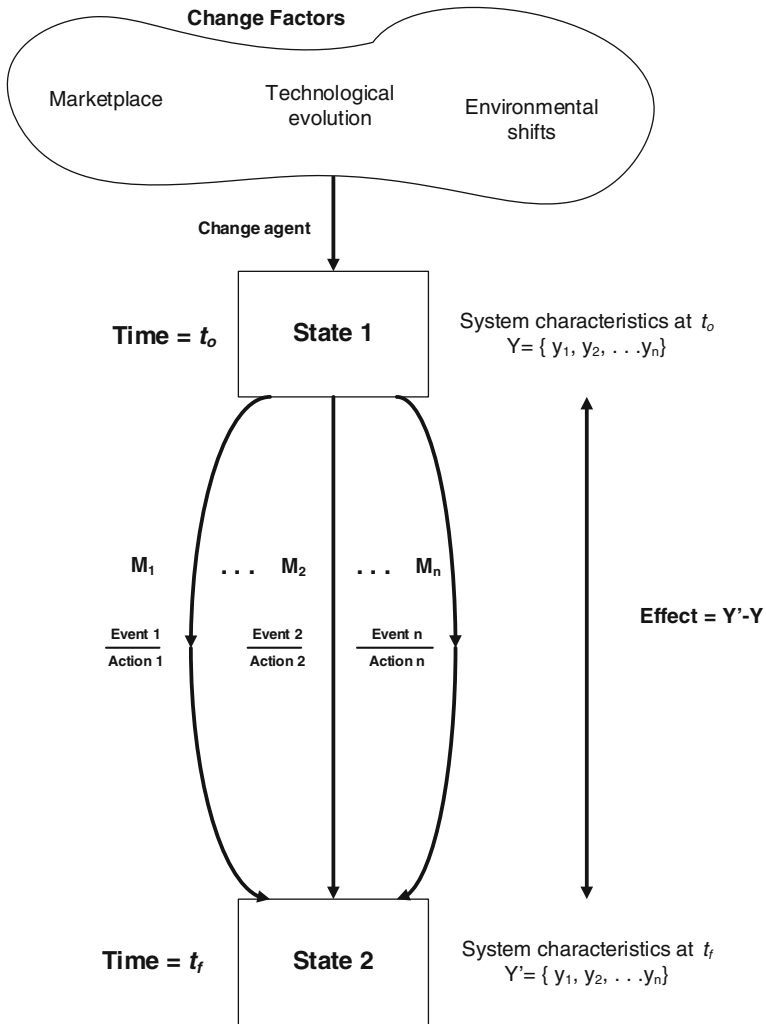 Change Factors
Marketplace
Technological
evolution
Environmental
shifts
Change agent
Time = tₒ
State 1
System characteristics at tₒ
Y= { y₁, y₂, . . .yₙ}
M₁ . . . M₂ . . . Mₙ
Event 1
Action 1
Event 2
Action 2
Event n
Action n
Effect = Y'-Y
Time = t_f
State 2
System characteristics at t_f
Y'= { y₁, y₂, . . .yₙ}